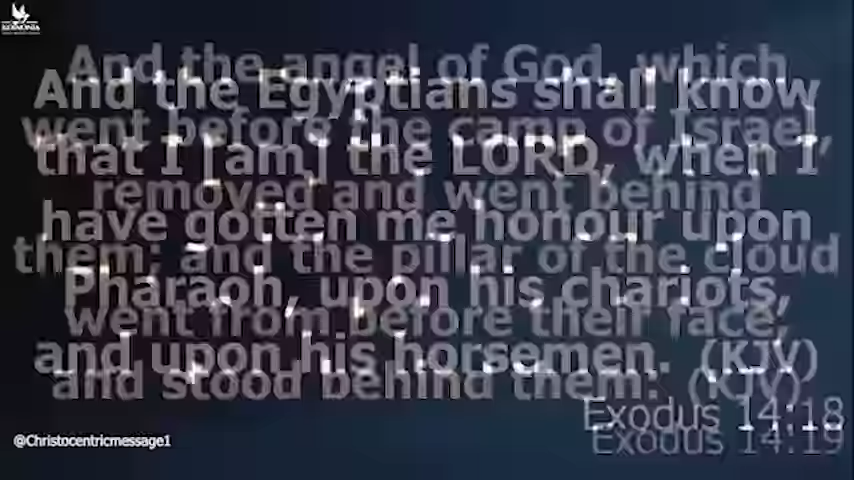 And the Egyptians shall know
that I [am] the LORD, when I
have gotten me honour upon
Pharaoh, upon his chariots,
and upon his horsemen. (KJV)
Exodus 14:18
And the angel of God, which
went before the camp of Israel,
removed and went behind
them; and the pillar of the cloud
went from before their face,
and stood behind them: (KJV)
Exodus 14:19
@Christocentricmessage1